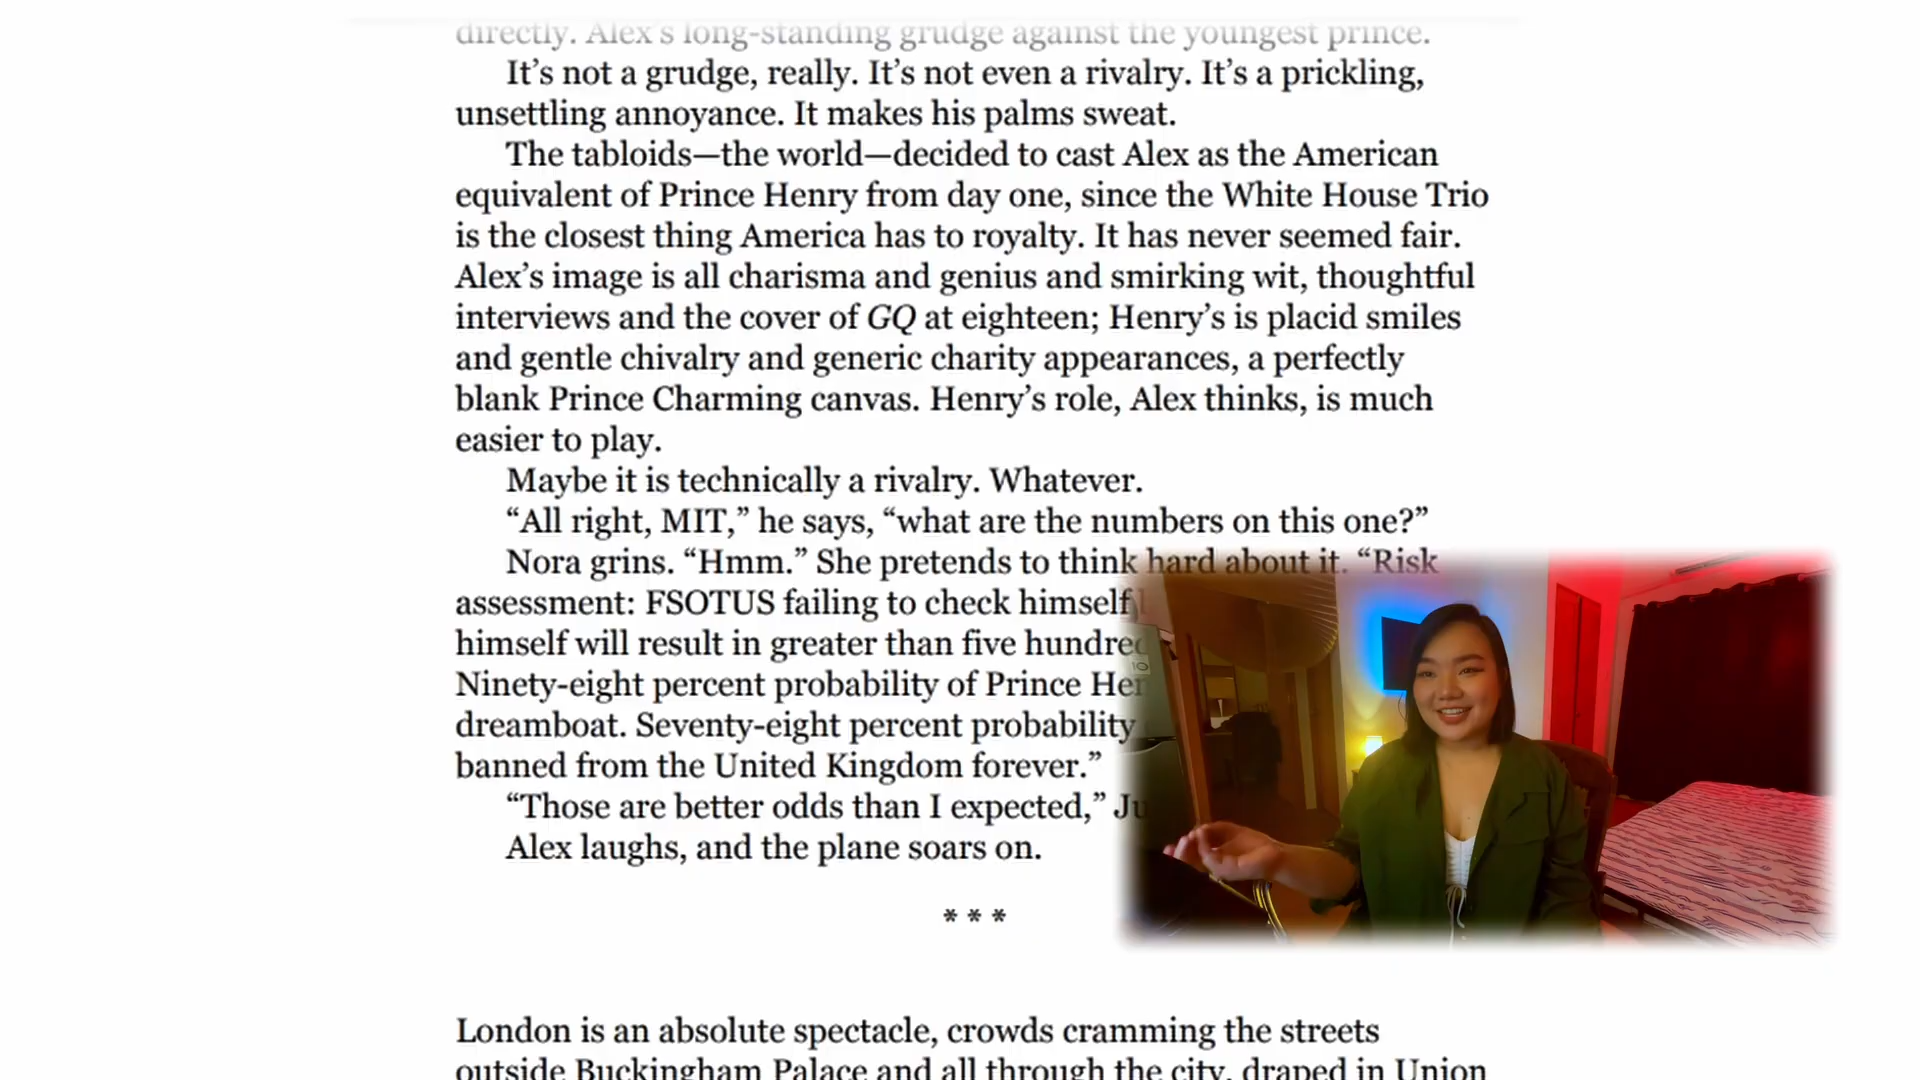 directly. Alex’s long-standing grudge against the youngest prince.
It’s not a grudge, really. It’s not even a rivalry. It’s a prickling,
unsettling annoyance. It makes his palms sweat.
The tabloids—the world—decided to cast Alex as the American
equivalent of Prince Henry from day one, since the White House Trio
is the closest thing America has to royalty. It has never seemed fair.
Alex’s image is all charisma and genius and smirking wit, thoughtful
interviews and the cover of GQ at eighteen; Henry’s is placid smiles
and gentle chivalry and generic charity appearances, a perfectly
blank Prince Charming canvas. Henry’s role, Alex thinks, is much
easier to play.
Maybe it is technically a rivalry. Whatever.
“All right, MIT,” he says, “what are the numbers on this one?”
Nora grins. “Hmm.” She pretends to think hard about it. “Risk
assessment: FSOTUS failing to check himself
himself will result in greater than five
Ninety-eight percent probability of Prince
dreamboat. Seventy-eight percent probability
banned from the United Kingdom forever.”
“Those are better odds than I expected,”
Alex laughs, and the plane soars on.
* * *
London is an absolute spectacle, crowds cramming the streets
outside Buckingham Palace and all through the city, draped in Union